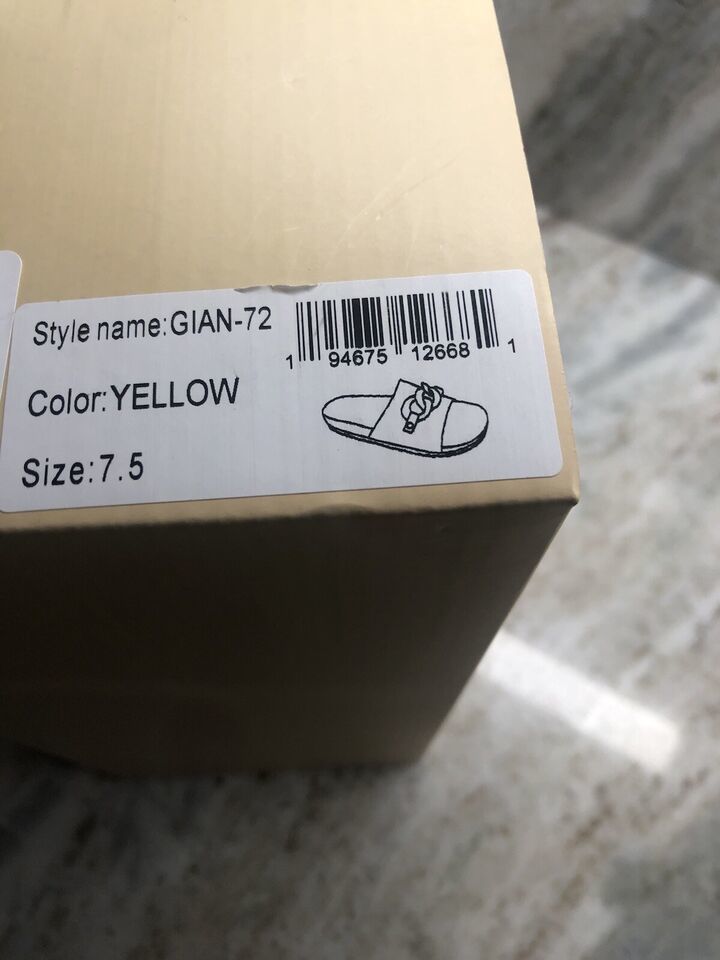 Style name:GIAN-72
1 94675 12668 1
Color:YELLOW
Size:7.5